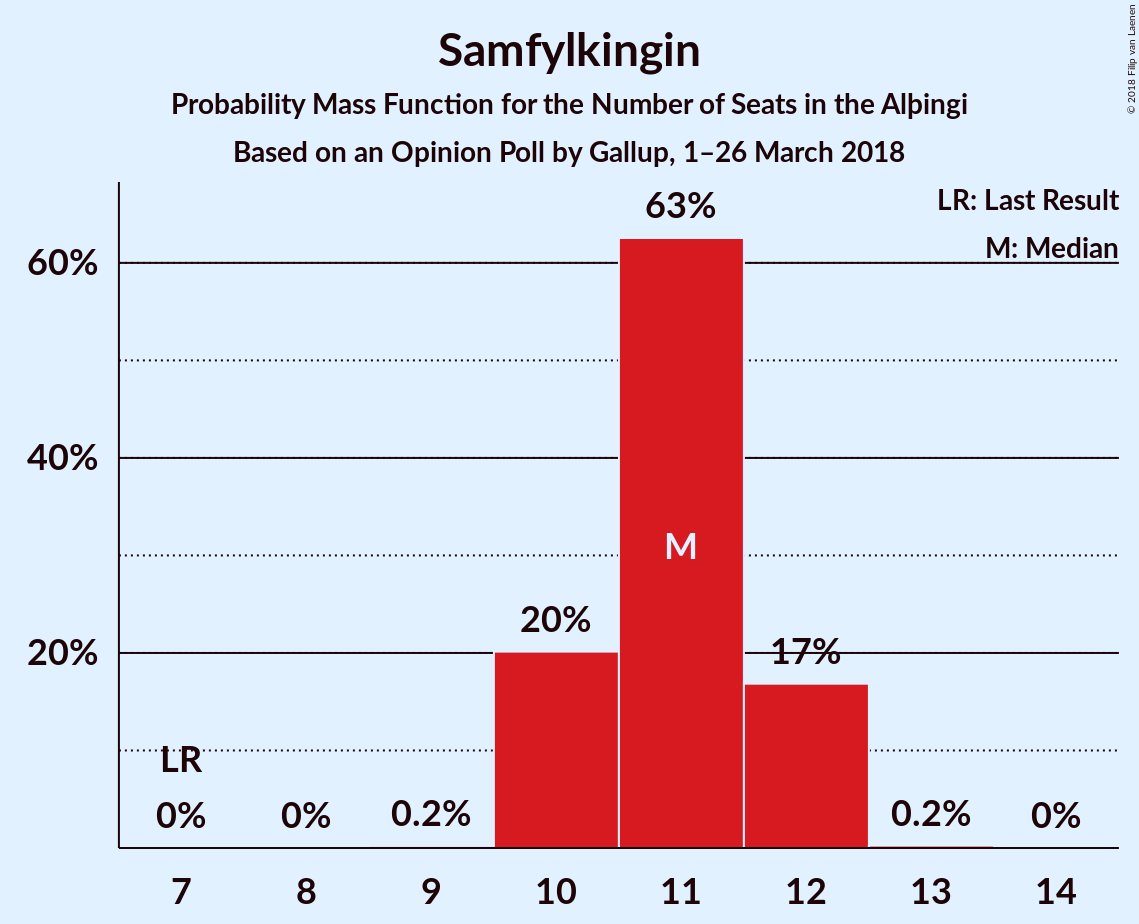 Samfylkingin
Probability Mass Function for the Number of Seats in the Alþingi
Based on an Opinion Poll by Gallup, 1–26 March 2018
© 2018 Filip van Laenen
LR: Last Result
M: Median
63%
60%
40%
M
20%
17%
20%
LR
0%
0%
0.2%
0.2%
0%
7
8
9
10
11
12
13
14